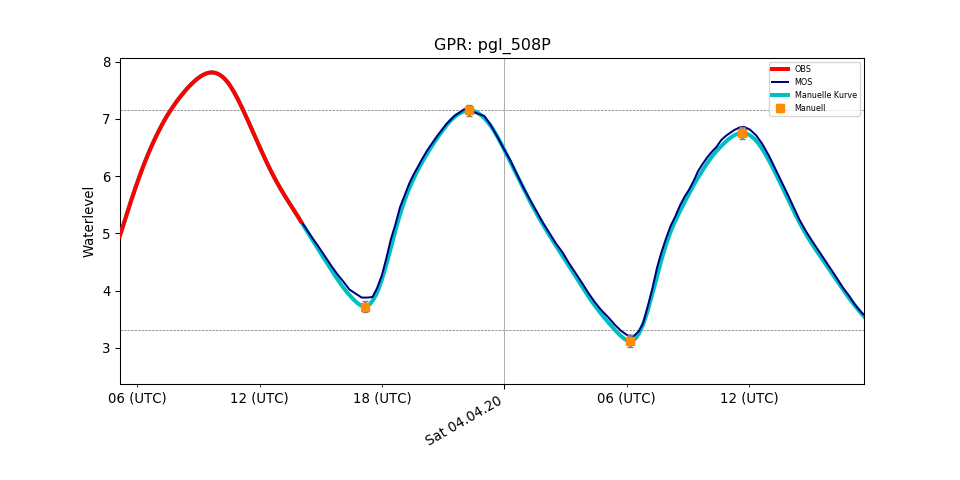 GPR: pgl_508P
OBS
MOS
Manuelle Kurve
Manuell
Waterlevel
8
7
6
5
4
3
06 (UTC)
12 (UTC)
18 (UTC)
Sat 04.04.20
06 (UTC)
12 (UTC)